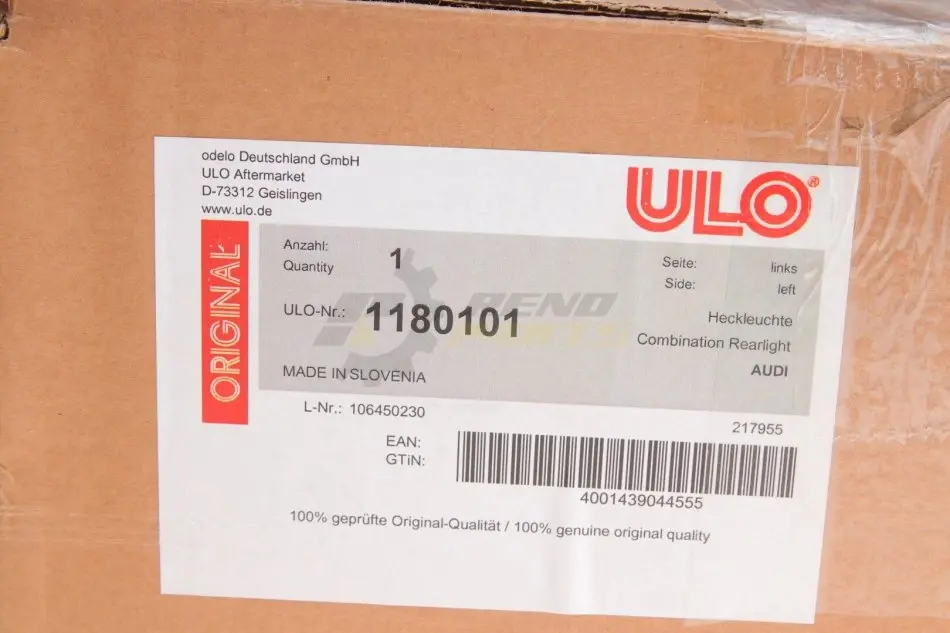 odelo Deutschland GmbH
ULO Aftermarket
D-73312 Geislingen
www.ulo.de
ULO®
ORIGINAL
Anzahl:
Quantity
1
Seite:
links
Side:
left
ULO-Nr.:
1180101
Heckleuchte
Combination Rearlight
AUDI
MADE IN SLOVENIA
L-Nr.: 106450230
217955
EAN:
GTiN:
4001439044555
100% geprüfte Original-Qualität / 100% genuine original quality